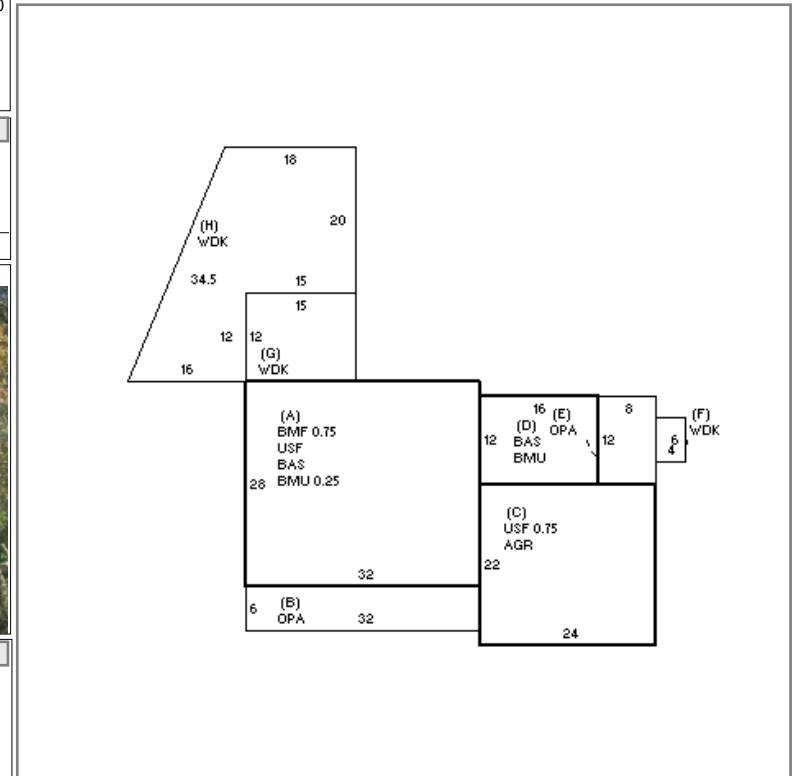 18
20
(H)
WDK
34.5
15
15
12
12
(G)
WDK
16
(A)
BMF 0.75
USF
BAS
BMU 0.25
28
32
6
(B)
OPA
32
16
(E)
OPA
(D)
BAS
BMU
12
12
8
(F)
WDK
6
4
(C)
USF 0.75
AGR
22
24